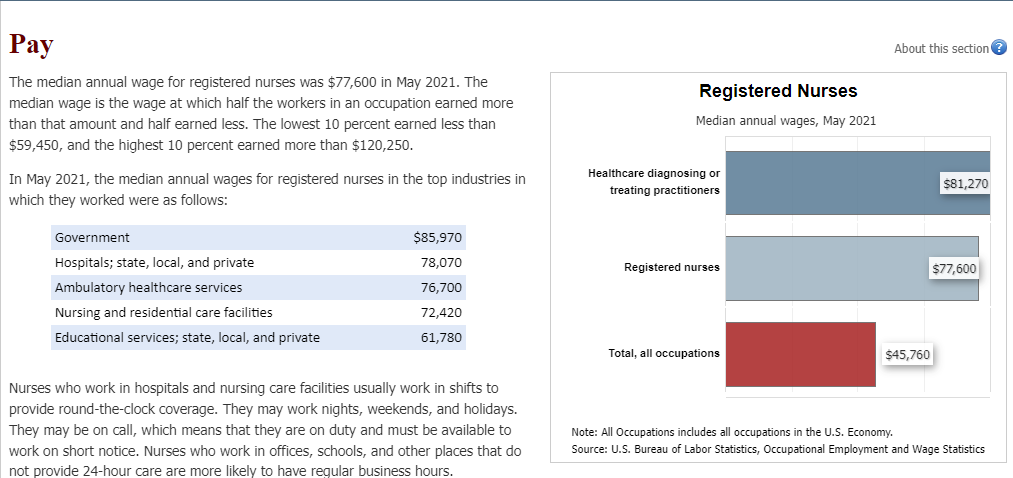 Pay
About this section ?
The median annual wage for registered nurses was $77,600 in May 2021. The
median wage is the wage at which half the workers in an occupation earned more
than that amount and half earned less. The lowest 10 percent earned less than
$59,450, and the highest 10 percent earned more than $120,250.
In May 2021, the median annual wages for registered nurses in the top industries in
which they worked were as follows:
Government $85,970
Hospitals; state, local, and private 78,070
Ambulatory healthcare services 76,700
Nursing and residential care facilities 72,420
Educational services; state, local, and private 61,780
Nurses who work in hospitals and nursing care facilities usually work in shifts to
provide round-the-clock coverage. They may work nights, weekends, and holidays.
They may be on call, which means that they are on duty and must be available to
work on short notice. Nurses who work in offices, schools, and other places that do
not provide 24-hour care are more likely to have regular business hours.
Registered Nurses
Median annual wages, May 2021
Healthcare diagnosing or
treating practitioners
$81,270
Registered nurses
$77,600
Total, all occupations
$45,760
Note: All Occupations includes all occupations in the U.S. Economy.
Source: U.S. Bureau of Labor Statistics, Occupational Employment and Wage Statistics